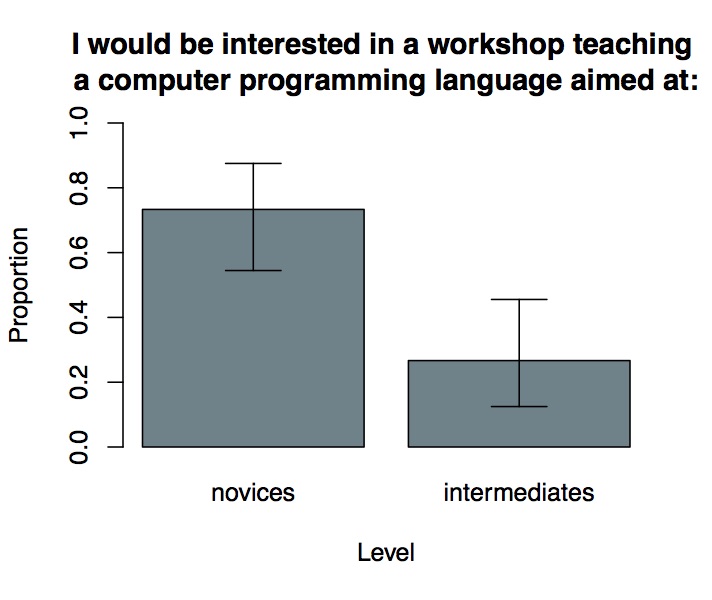 I would be interested in a workshop teaching
a computer programming language aimed at:
Proportion
1.0
0.8
0.6
0.4
0.2
0.0
novices
intermediates
Level